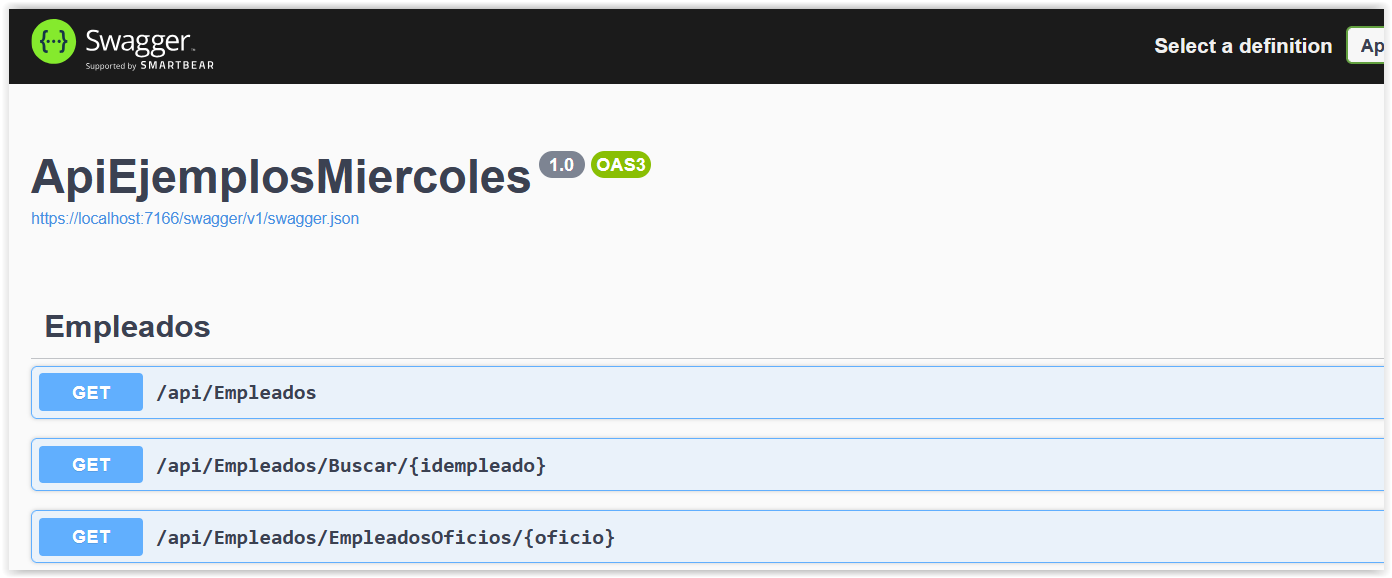 {···} Swagger™ Select a definition Ap
Supported by SMARTBEAR
ApiEjemplosMiercoles 1.0 OAS3
https://localhost:7166/swagger/v1/swagger.json
Empleados
GET /api/Empleados
GET /api/Empleados/Buscar/{idempleado}
GET /api/Empleados/EmpleadosOficios/{oficio}